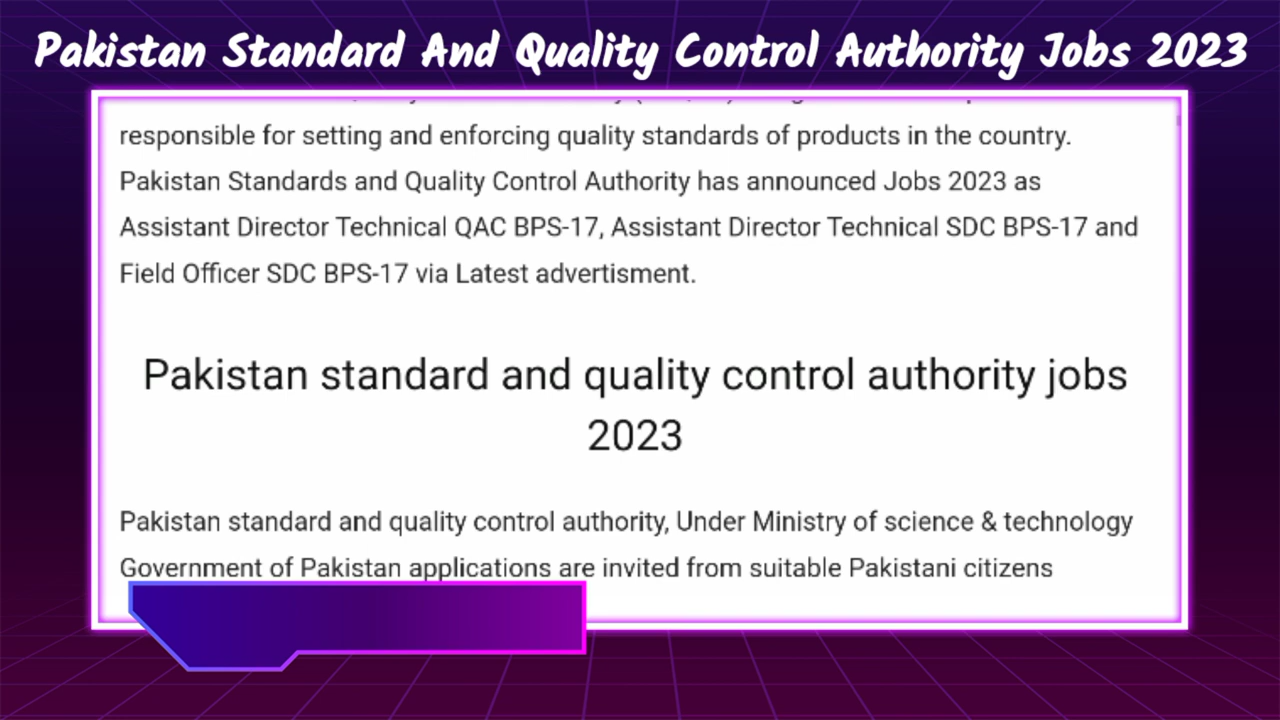 Pakistan Standard And Quality Control Authority Jobs 2023
responsible for setting and enforcing quality standards of products in the country.
Pakistan Standards and Quality Control Authority has announced Jobs 2023 as
Assistant Director Technical QAC BPS-17, Assistant Director Technical SDC BPS-17 and
Field Officer SDC BPS-17 via Latest advertisment.
Pakistan standard and quality control authority jobs
2023
Pakistan standard and quality control authority, Under Ministry of science & technology
Government of Pakistan applications are invited from suitable Pakistani citizens